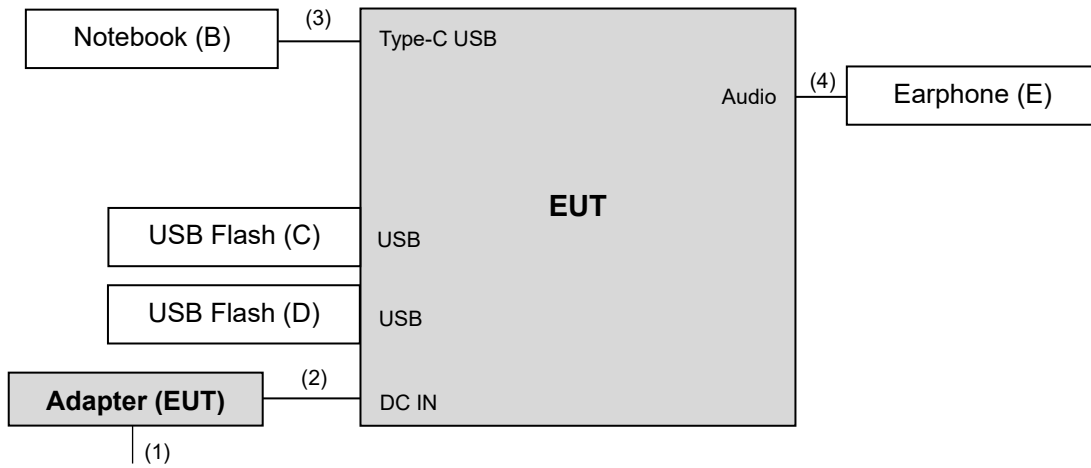 Notebook (B)
(3)
Type-C USB
Audio
(4)
Earphone (E)
EUT
USB Flash (C)
USB
USB Flash (D)
USB
Adapter (EUT)
(2)
DC IN
(1)